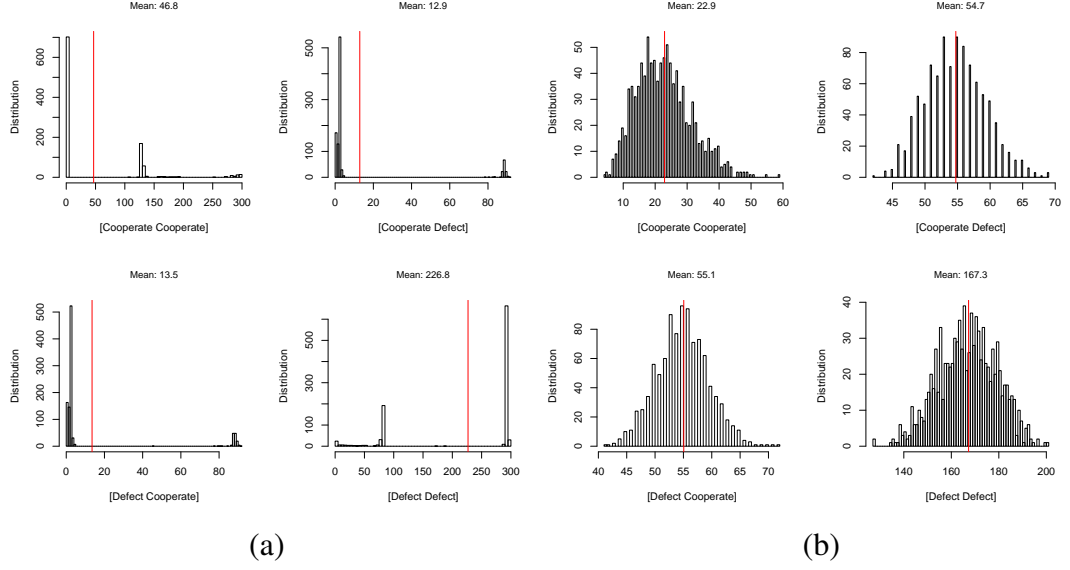 Mean: 46.8
Distribution
0 200 400 600
0 50 100 150 200 250 300
[Cooperate Cooperate]
Mean: 12.9
Distribution
0 100 200 300 400 500
0 20 40 60 80
[Cooperate Defect]
Mean: 22.9
Distribution
0 10 20 30 40 50
10 20 30 40 50 60
[Cooperate Cooperate]
Mean: 54.7
Distribution
0 20 40 60 80
45 50 55 60 65 70
[Cooperate Defect]
Mean: 13.5
Distribution
0 100 200 300 400 500
0 20 40 60 80
[Defect Cooperate]
Mean: 226.8
Distribution
0 200 400 600
0 50 100 150 200 250 300
[Defect Defect]
Mean: 55.1
Distribution
0 20 40 60 80
40 45 50 55 60 65 70
[Defect Cooperate]
Mean: 167.3
Distribution
0 10 20 30 40
140 160 180 200
[Defect Defect]
(a)
(b)